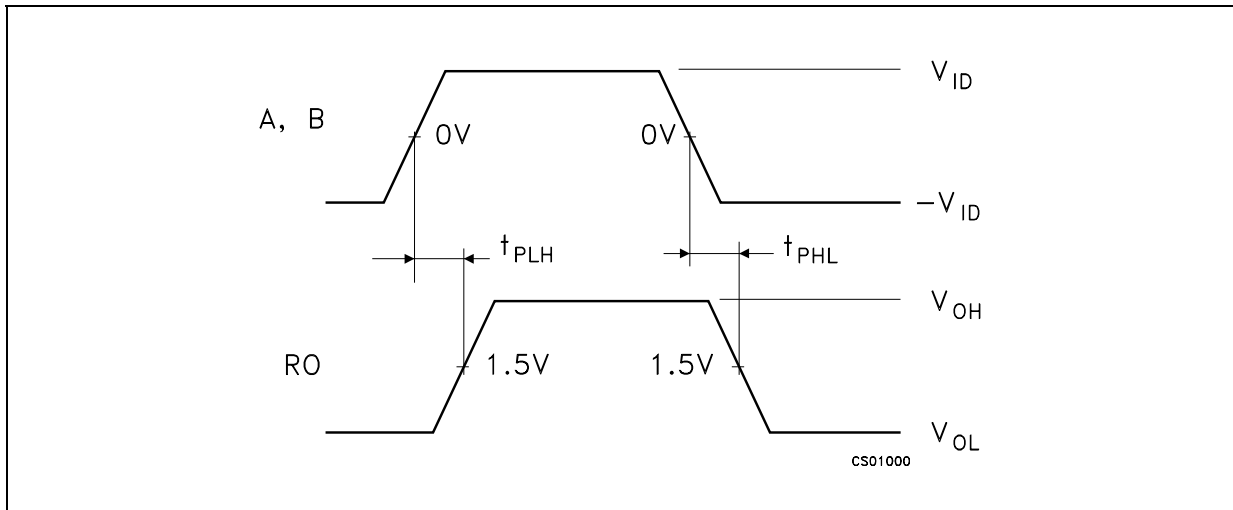 V_ID
A, B
0V
0V
-V_ID
t_PLH
t_PHL
V_OH
RO
1.5V
1.5V
V_OL
CS01000